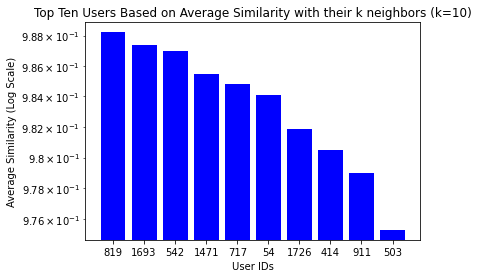 Top Ten Users Based on Average Similarity with their k neighbors (k=10)
Average Similarity (Log Scale)
9.88 × 10⁻¹
9.86 × 10⁻¹
9.84 × 10⁻¹
9.82 × 10⁻¹
9.8 × 10⁻¹
9.78 × 10⁻¹
9.76 × 10⁻¹
819 1693 542 1471 717 54 1726 414 911 503
User IDs